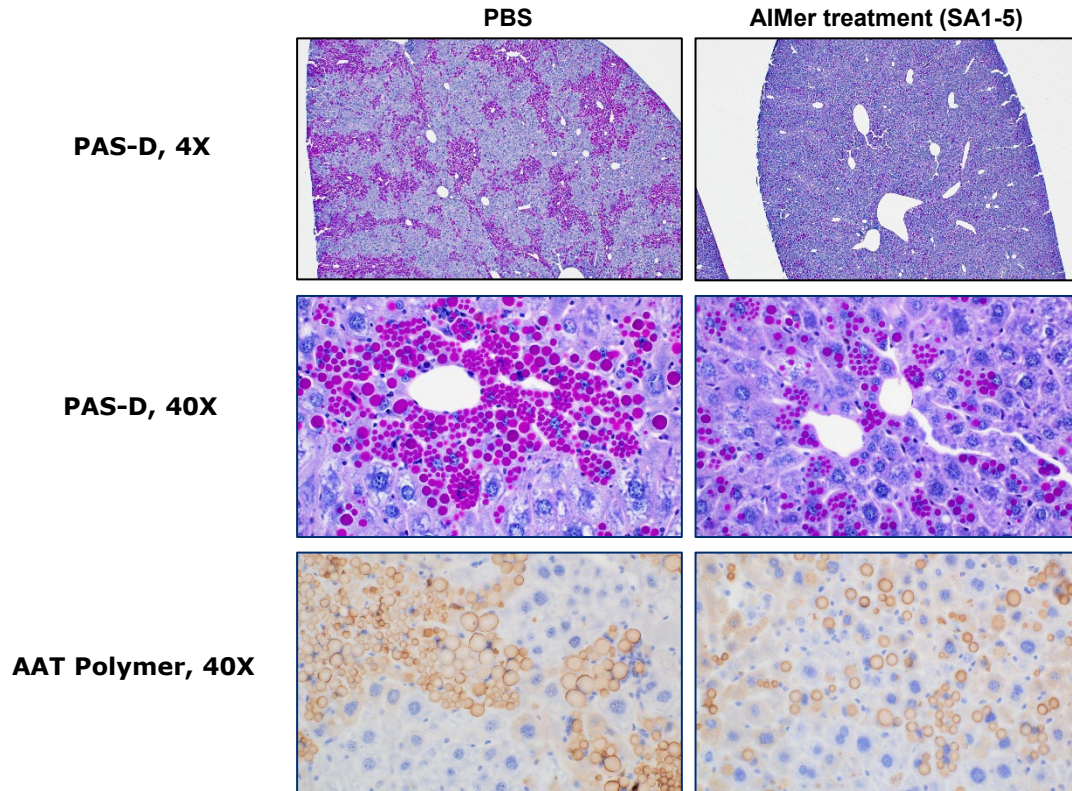 PBS
AIMer treatment (SA1-5)
PAS-D, 4X
PAS-D, 40X
AAT Polymer, 40X